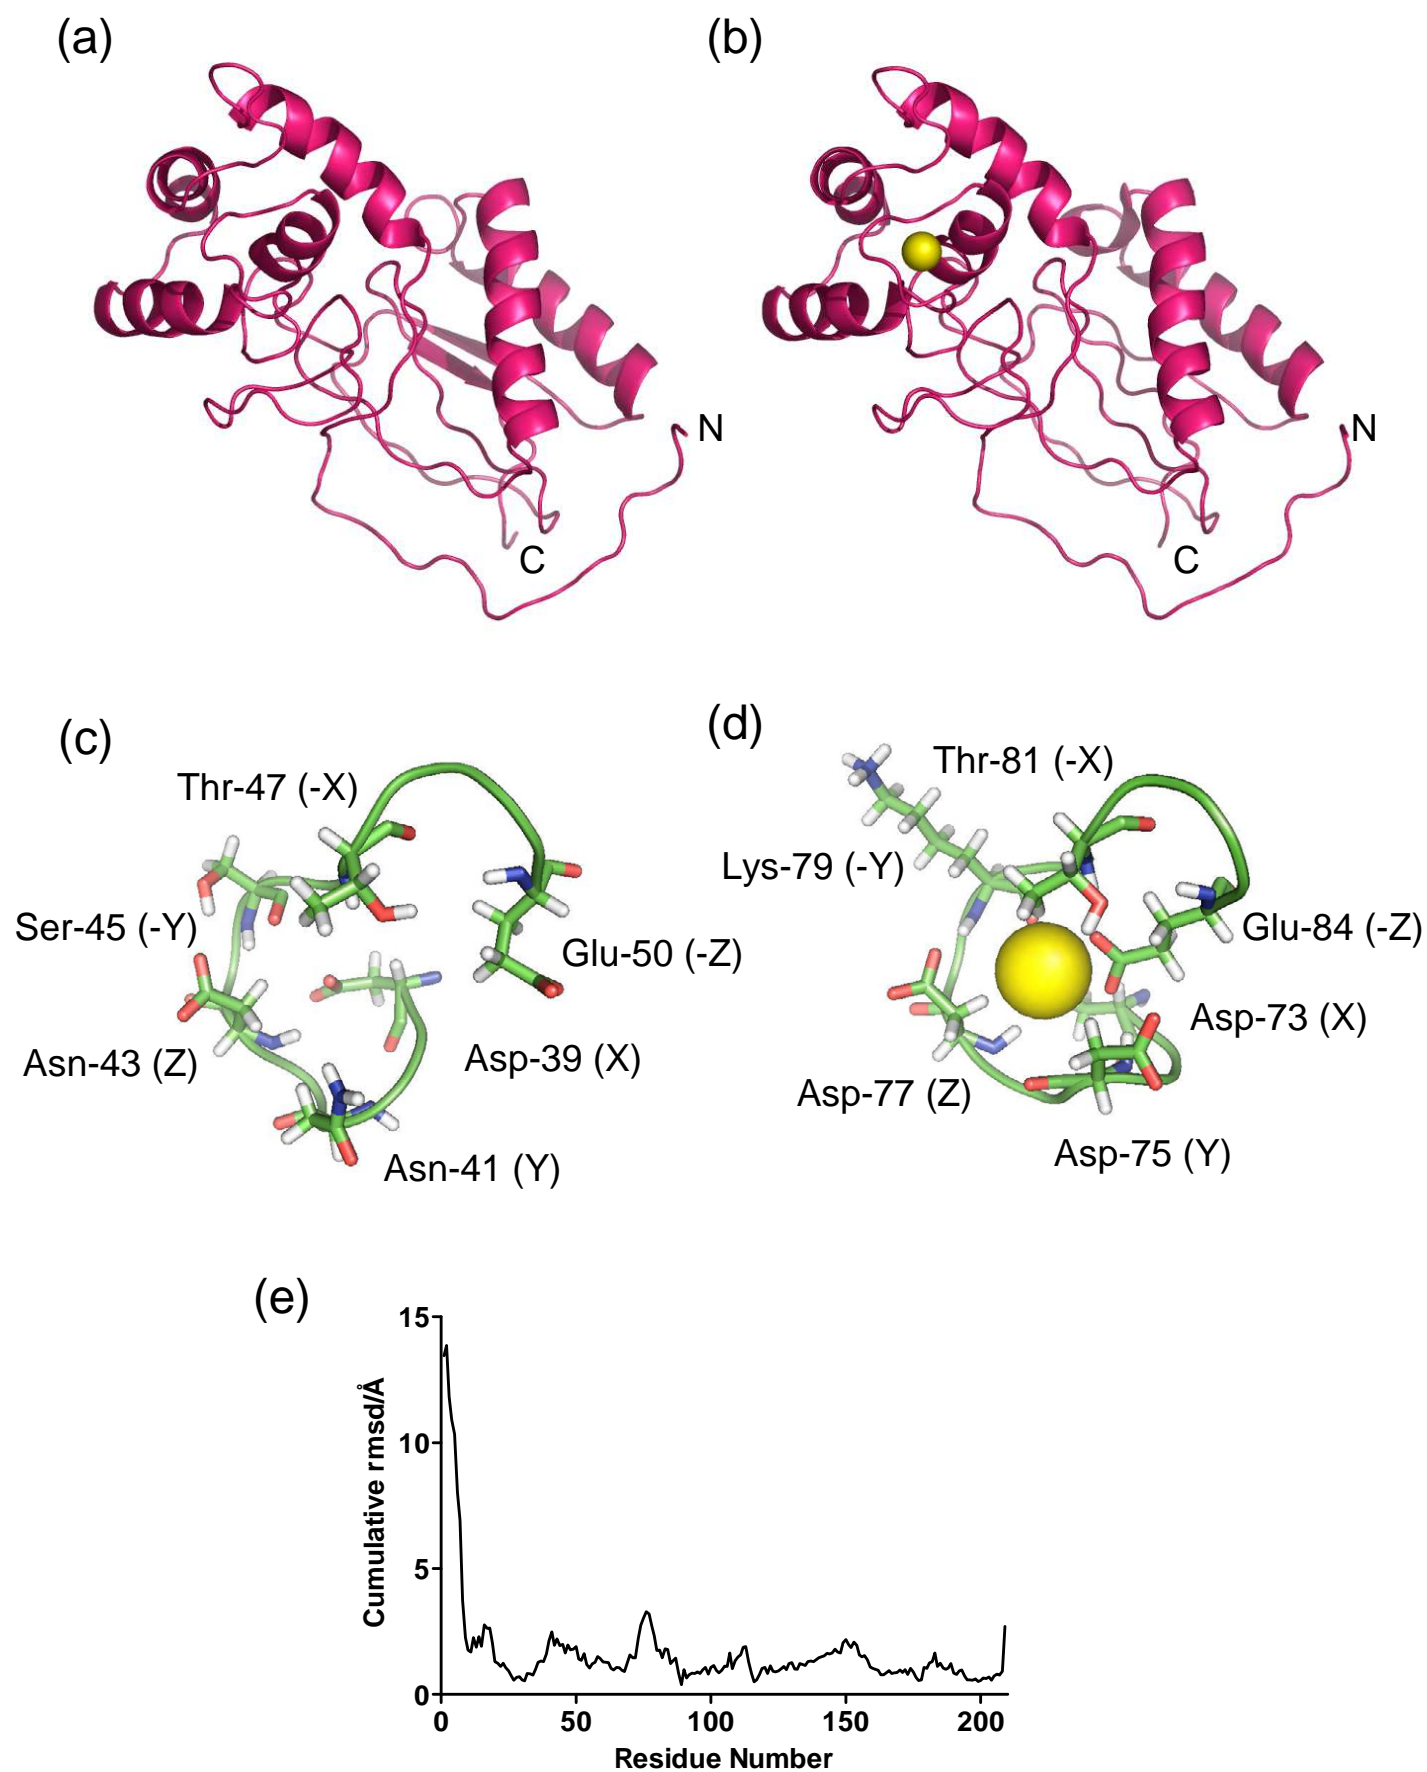 (a)
(b)
N
N
C
C
(c)
(d)
Thr-47 (-X)
Ser-45 (-Y)
Glu-50 (-Z)
Asn-43 (Z)
Asp-39 (X)
Asn-41 (Y)
Thr-81 (-X)
Lys-79 (-Y)
Glu-84 (-Z)
Asp-73 (X)
Asp-77 (Z)
Asp-75 (Y)
(e)
15
10
5
0
Cumulative rmsd/Å
0 50 100 150 200
Residue Number